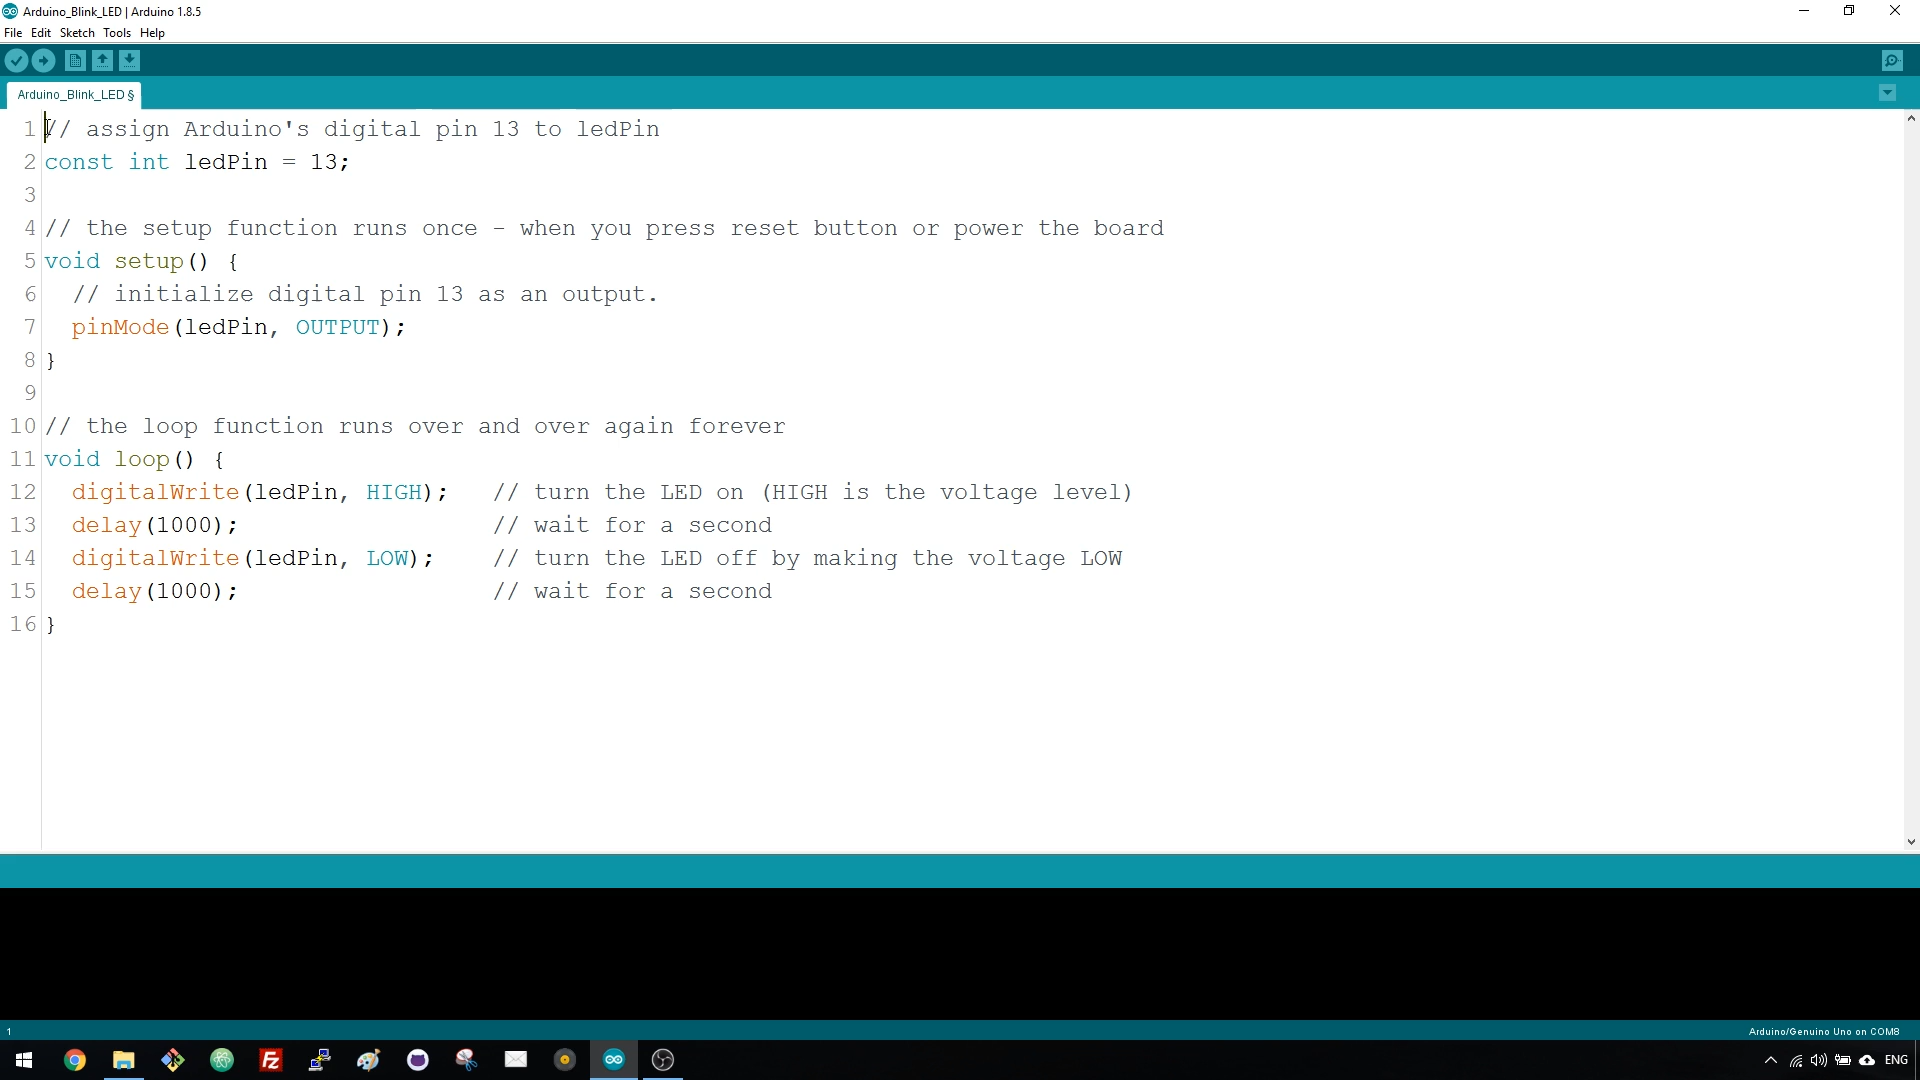 Arduino_Blink_LED | Arduino 1.8.5
File Edit Sketch Tools Help
Arduino_Blink_LED §
1 // assign Arduino's digital pin 13 to ledPin
2 const int ledPin = 13;
3
4 // the setup function runs once - when you press reset button or power the board
5 void setup() {
6   // initialize digital pin 13 as an output.
7   pinMode(ledPin, OUTPUT);
8 }
9
10 // the loop function runs over and over again forever
11 void loop() {
12   digitalWrite(ledPin, HIGH);   // turn the LED on (HIGH is the voltage level)
13   delay(1000);                  // wait for a second
14   digitalWrite(ledPin, LOW);    // turn the LED off by making the voltage LOW
15   delay(1000);                  // wait for a second
16 }
1 Arduino/Genuino Uno on COM8
Fz ENG